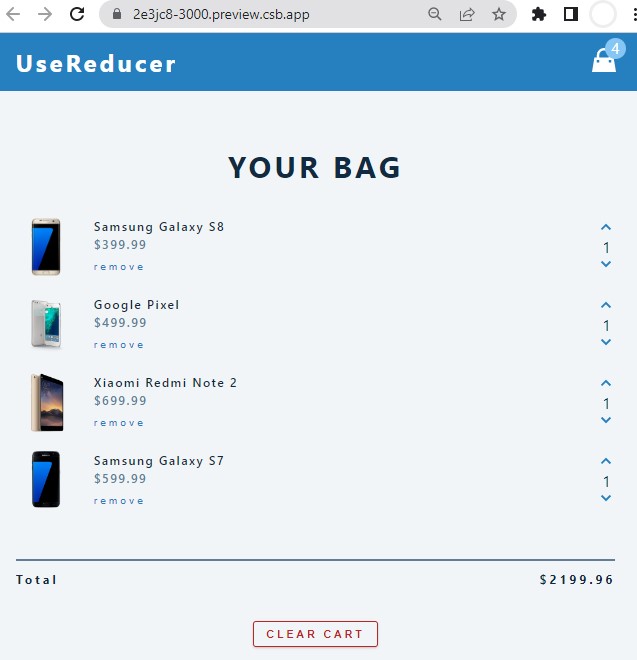 2e3jc8-3000.preview.csb.app
UseReducer
4
YOUR BAG
Samsung Galaxy S8
$399.99
remove
1
Google Pixel
$499.99
remove
1
Xiaomi Redmi Note 2
$699.99
remove
1
Samsung Galaxy S7
$599.99
remove
1
Total $2199.96
CLEAR CART